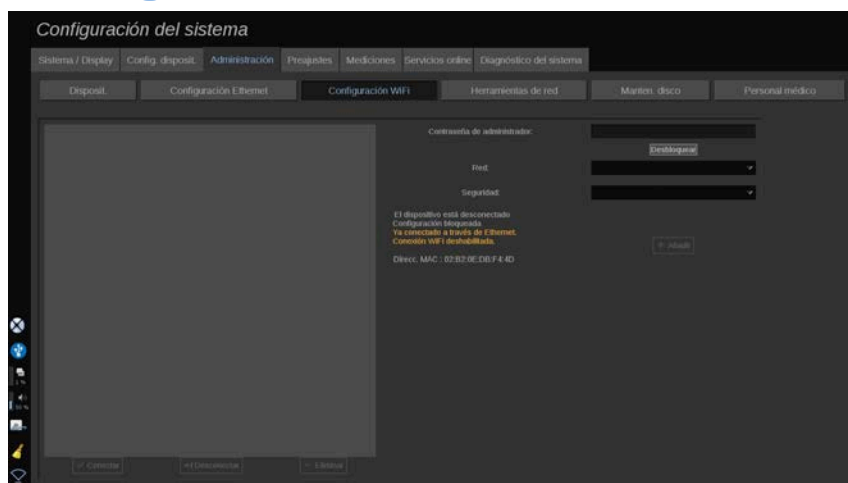 Configuración del sistema
Sistema / Display Config. disposit. Administración Preajustes Mediciones Servicios online Diagnóstico del sistema
Disposit. Configuración Ethernet Configuración WiFi Herramientas de red Manten. disco Personal médico
Contraseña de administrador:
Desbloquear
Red:
Seguridad:
El dispositivo está desconectado
Configuración bloqueada
Ya conectado a través de Ethernet.
Conexión WiFi deshabilitada.
Añadir
Direcc. MAC : 02:B2:0E:DB:F4:4D
Conectar Desconectar Eliminar